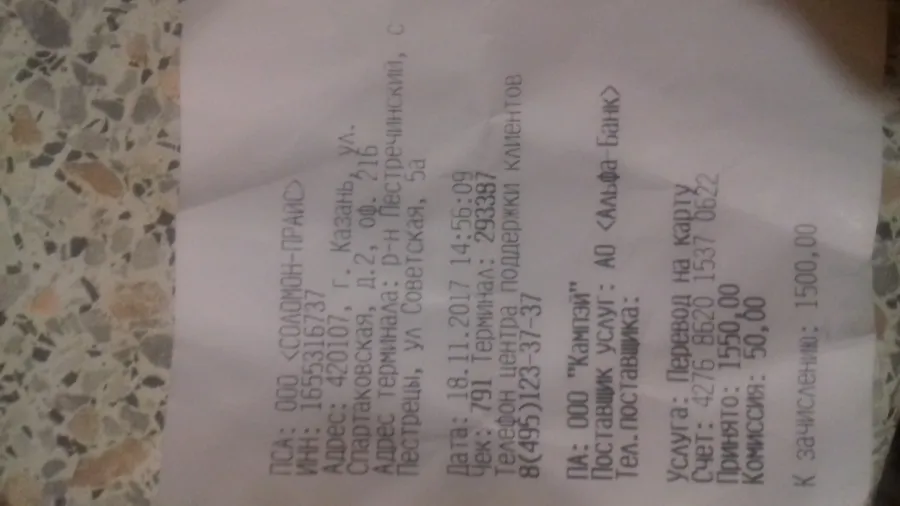 ПСА: ООО <СОЛОМОН-ПРАЙС>
ИНН: 1655316737
Адрес: 420107, г. Казань, ул.
Спартаковская, д.2, оф. 216
Адрес терминала: р-н Пестречинский, с
Пестрецы, ул Советская, 5а
Дата: 18.11.2017 14:56:09
Чек: 791 Терминал: 293387
Телефон центра поддержки клиентов
8(495)123-37-37
ПА: ООО "Кампэй"
Поставщик услуг: АО <Альфа-Банк>
Тел.поставщика:
Услуга: Перевод на карту
Счет: 4276 8620 1537 0622
Принято: 1550,00
Комиссия: 50,00
К зачислению: 1500,00